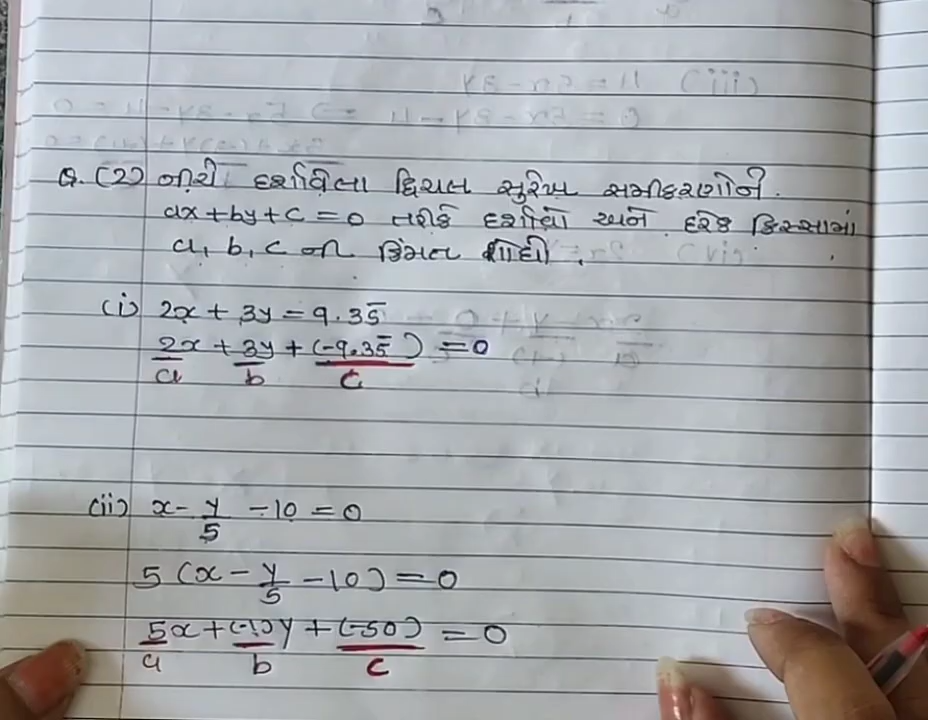 Q. (2) નીચે દર્શાવેલા દ્વિચલ સુરેખ સમીકરણોને
ax + by + c = 0 તરીકે દર્શાવો અને દરેક કિસ્સામાં
a, b, c ની કિંમત શોધો .
(i) 2x + 3y = 9.35̅
2x + 3y + (-9.35̅) = 0
a b c
(ii) x - y/5 - 10 = 0
5 (x - y/5 - 10) = 0
5x + (-1)y + (-50) = 0
a b c